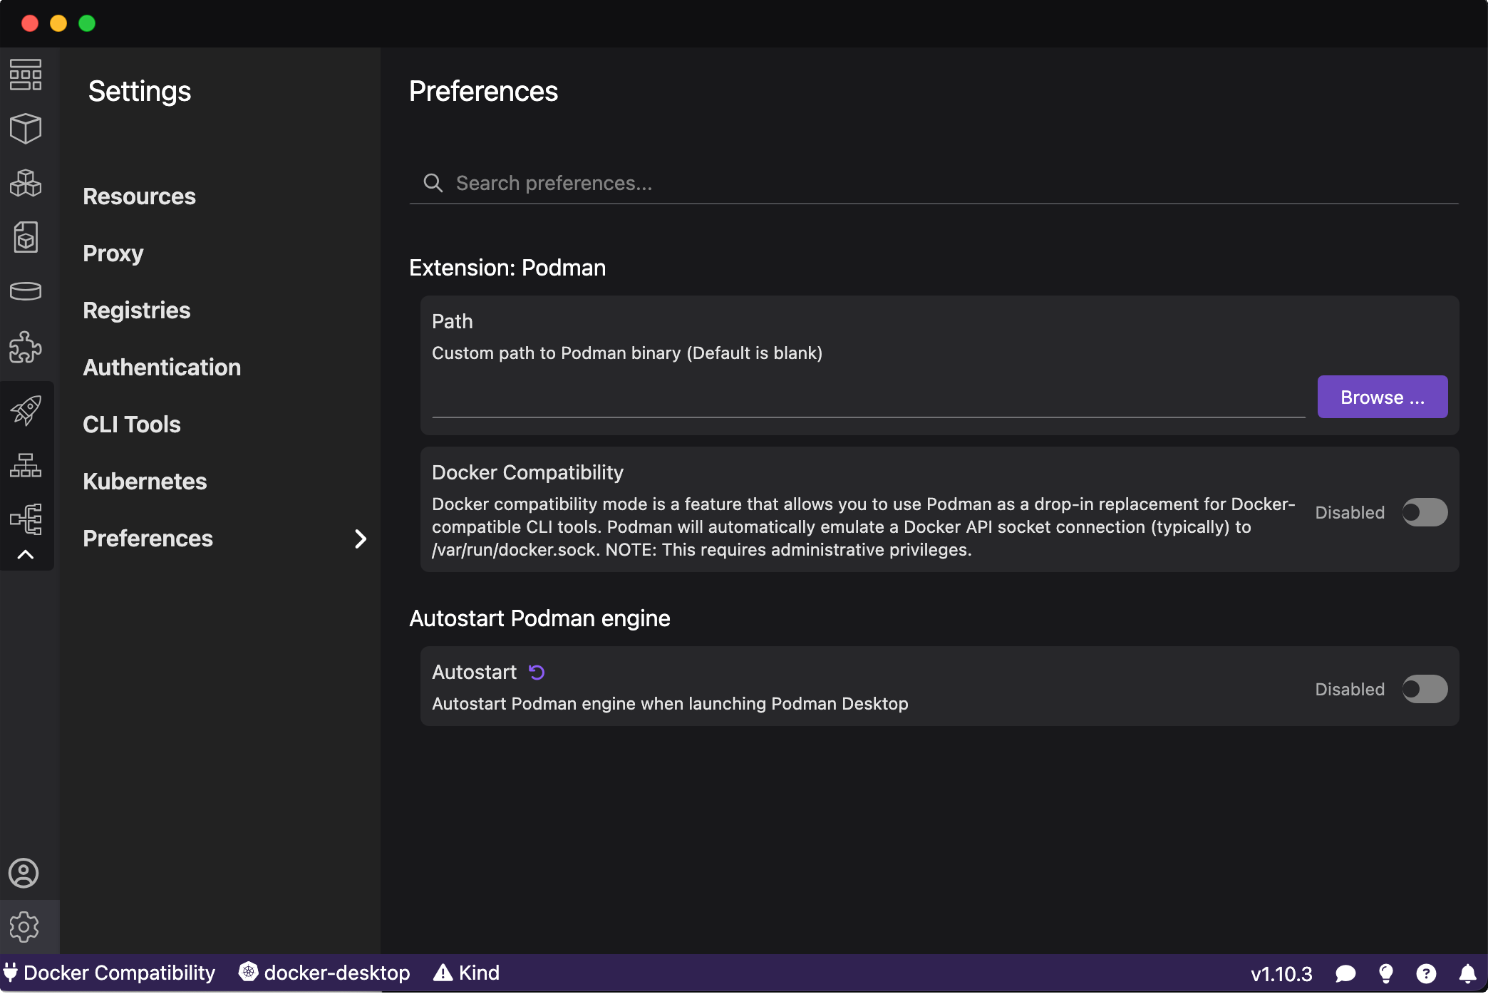 Settings
Resources
Proxy
Registries
Authentication
CLI Tools
Kubernetes
Preferences
Preferences
Search preferences...
Extension: Podman
Path
Custom path to Podman binary (Default is blank)
Browse ...
Docker Compatibility
Docker compatibility mode is a feature that allows you to use Podman as a drop-in replacement for Docker-
compatible CLI tools. Podman will automatically emulate a Docker API socket connection (typically) to
/var/run/docker.sock. NOTE: This requires administrative privileges.
Disabled
Autostart Podman engine
Autostart
Autostart Podman engine when launching Podman Desktop
Disabled
Docker Compatibility docker-desktop Kind v1.10.3